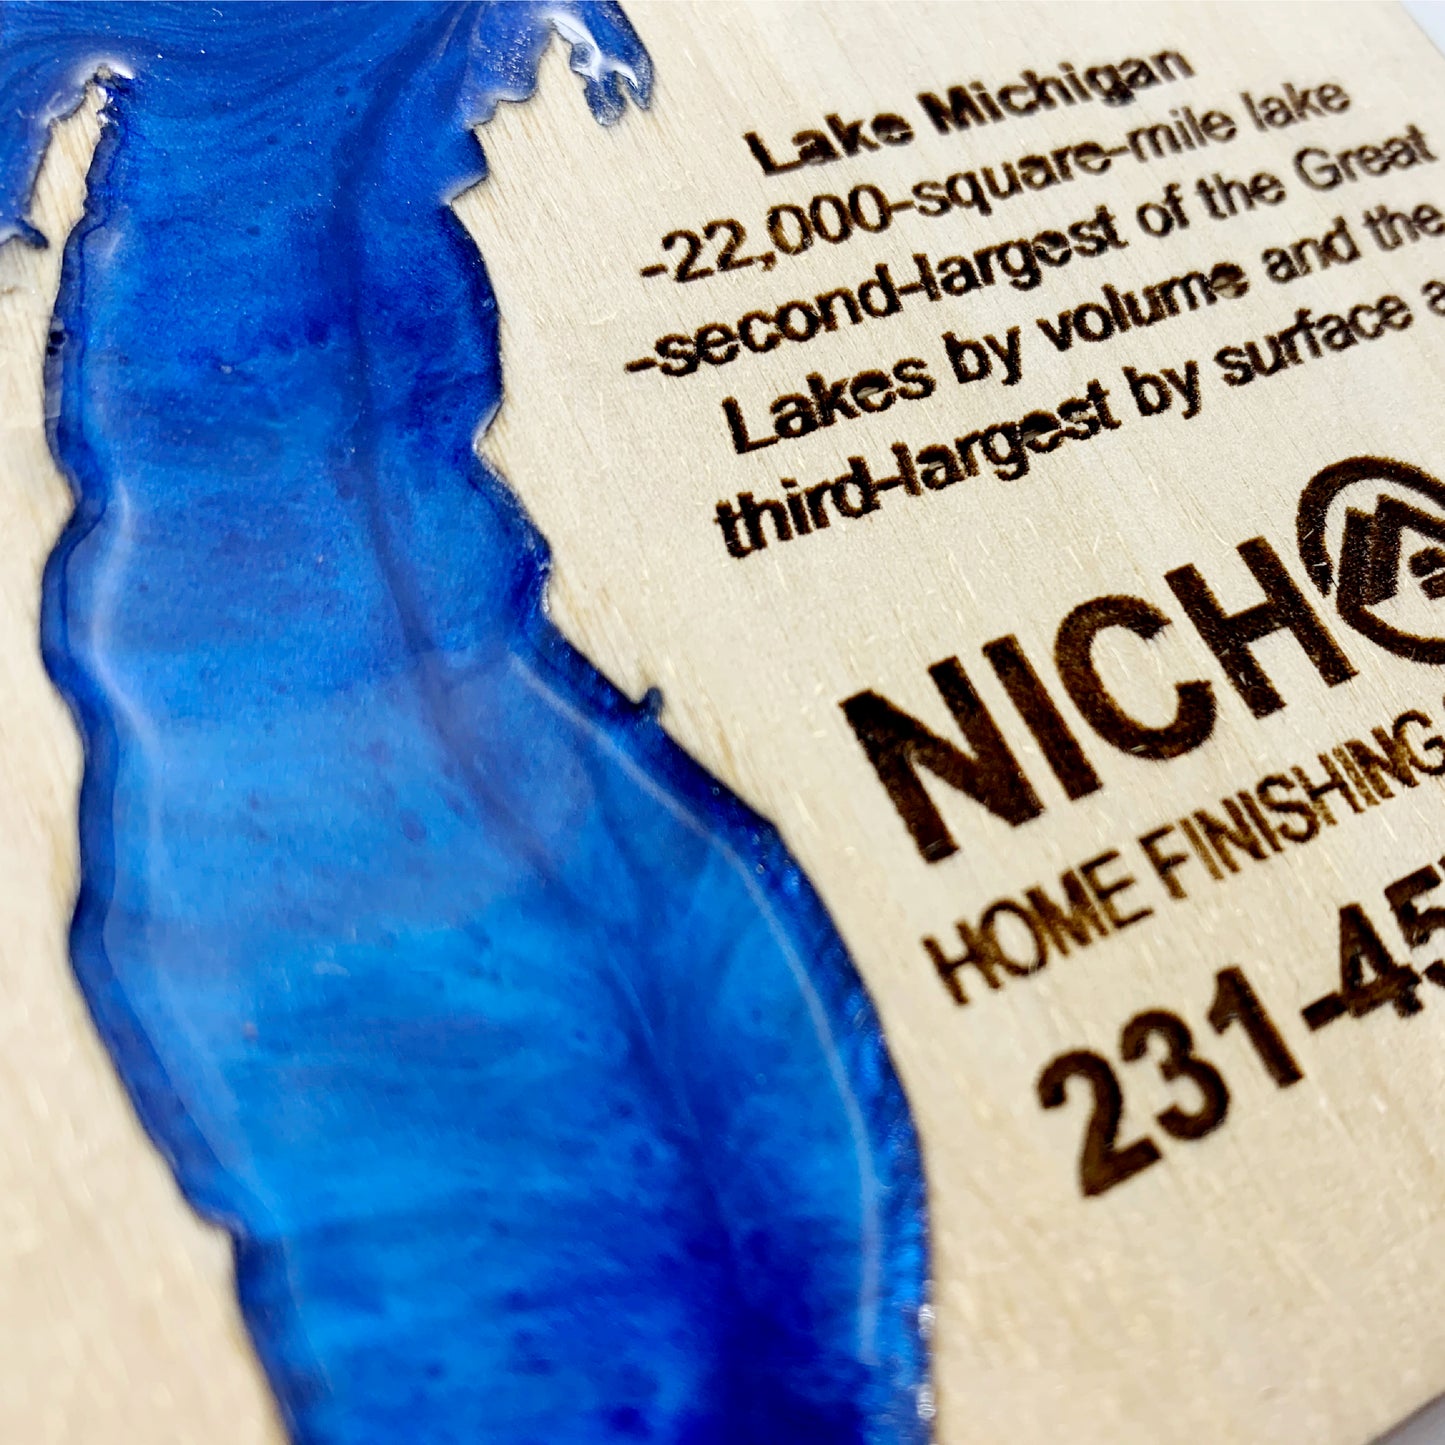 Lake Michigan
-22,000-square-mile lake
-second-largest of the Great
Lakes by volume and the
third-largest by surface a
NICHO
HOME FINISHING
231-45